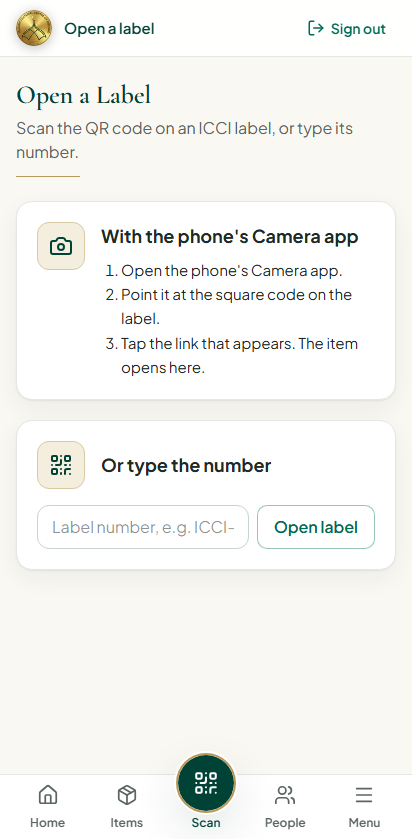 Open a label
Sign out
Open a Label
Scan the QR code on an ICCI label, or type its
number.
With the phone's Camera app
1. Open the phone's Camera app.
2. Point it at the square code on the
label.
3. Tap the link that appears. The item
opens here.
Or type the number
Label number, e.g. ICCI-
Open label
Home
Items
Scan
People
Menu